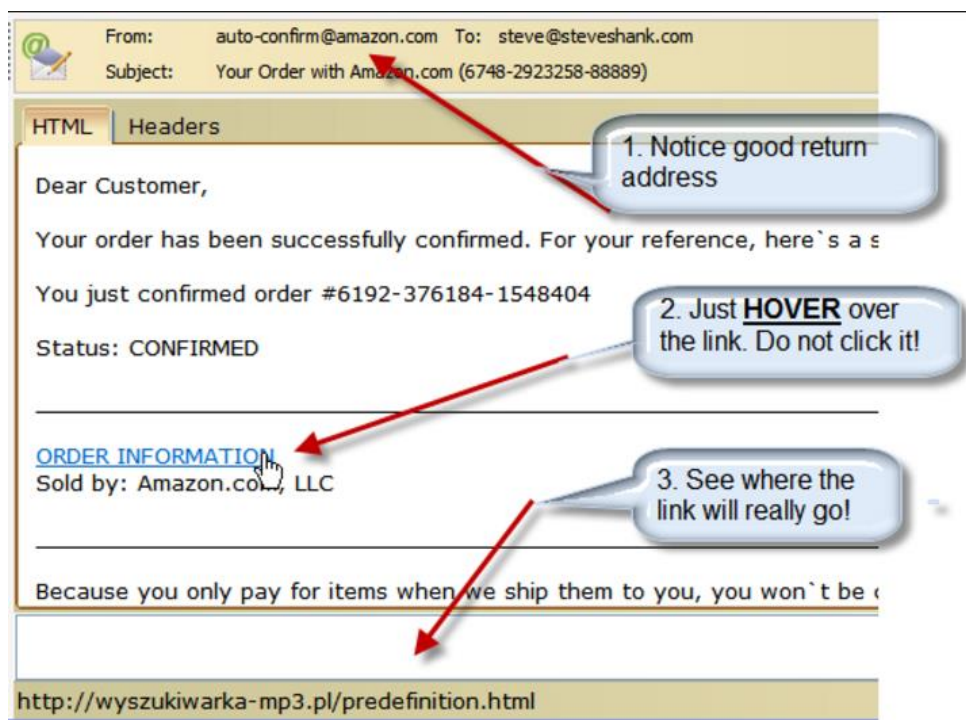 From: auto-confirm@amazon.com To: steve@steveshank.com
Subject: Your Order with Amazon.com (6748-2923258-88889)
HTML Headers
1. Notice good return
address
Dear Customer,
Your order has been successfully confirmed. For your reference, here`s a s
You just confirmed order #6192-376184-1548404
2. Just HOVER over
the link. Do not click it!
Status: CONFIRMED
ORDER INFORMATION
Sold by: Amazon.com, LLC
3. See where the
link will really go!
Because you only pay for items when we ship them to you, you won`t be
http://wyszukiwarka-mp3.pl/predefinition.html